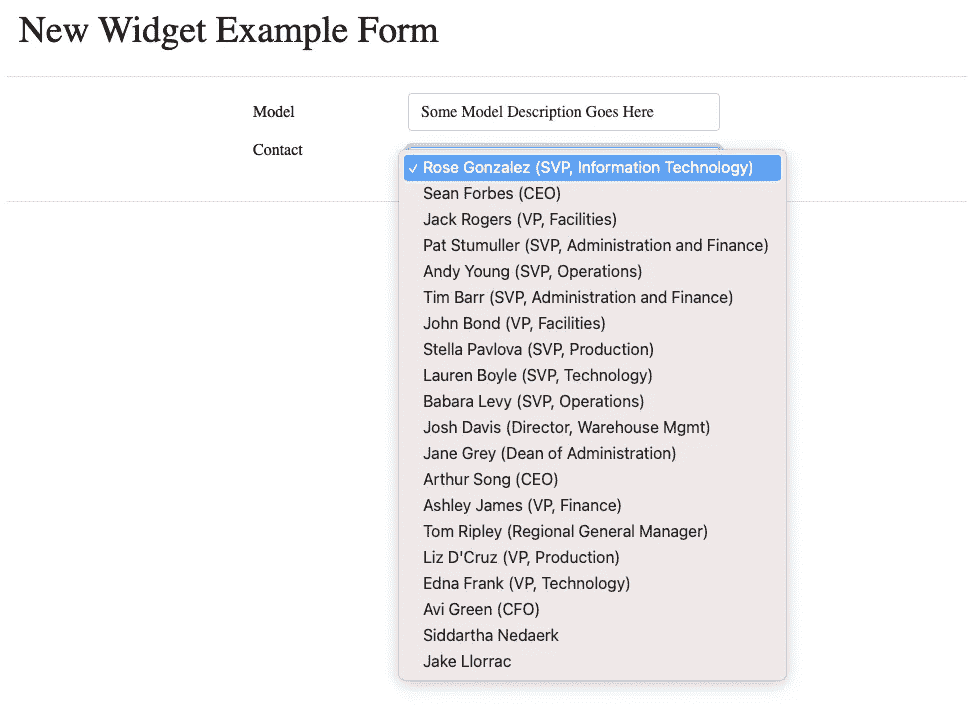 New Widget Example Form
Model
Some Model Description Goes Here
Contact
✓ Rose Gonzalez (SVP, Information Technology)
Sean Forbes (CEO)
Jack Rogers (VP, Facilities)
Pat Stumuller (SVP, Administration and Finance)
Andy Young (SVP, Operations)
Tim Barr (SVP, Administration and Finance)
John Bond (VP, Facilities)
Stella Pavlova (SVP, Production)
Lauren Boyle (SVP, Technology)
Babara Levy (SVP, Operations)
Josh Davis (Director, Warehouse Mgmt)
Jane Grey (Dean of Administration)
Arthur Song (CEO)
Ashley James (VP, Finance)
Tom Ripley (Regional General Manager)
Liz D'Cruz (VP, Production)
Edna Frank (VP, Technology)
Avi Green (CFO)
Siddartha Nedaerk
Jake Llorrac